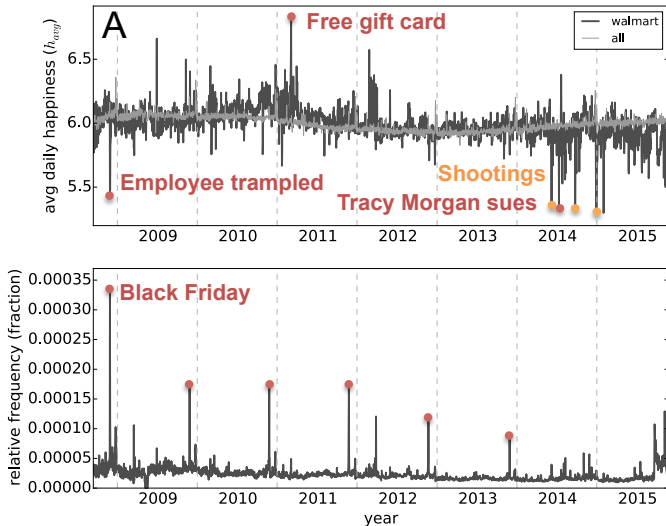 A
Free gift card
walmart
all
avg daily happiness (h_avg)
6.5
6.0
5.5
Employee trampled
Shootings
Tracy Morgan sues
2009 2010 2011 2012 2013 2014 2015
relative frequency (fraction)
0.00035
0.00030
0.00025
0.00020
0.00015
0.00010
0.00005
0.00000
Black Friday
2009 2010 2011 2012 2013 2014 2015
year